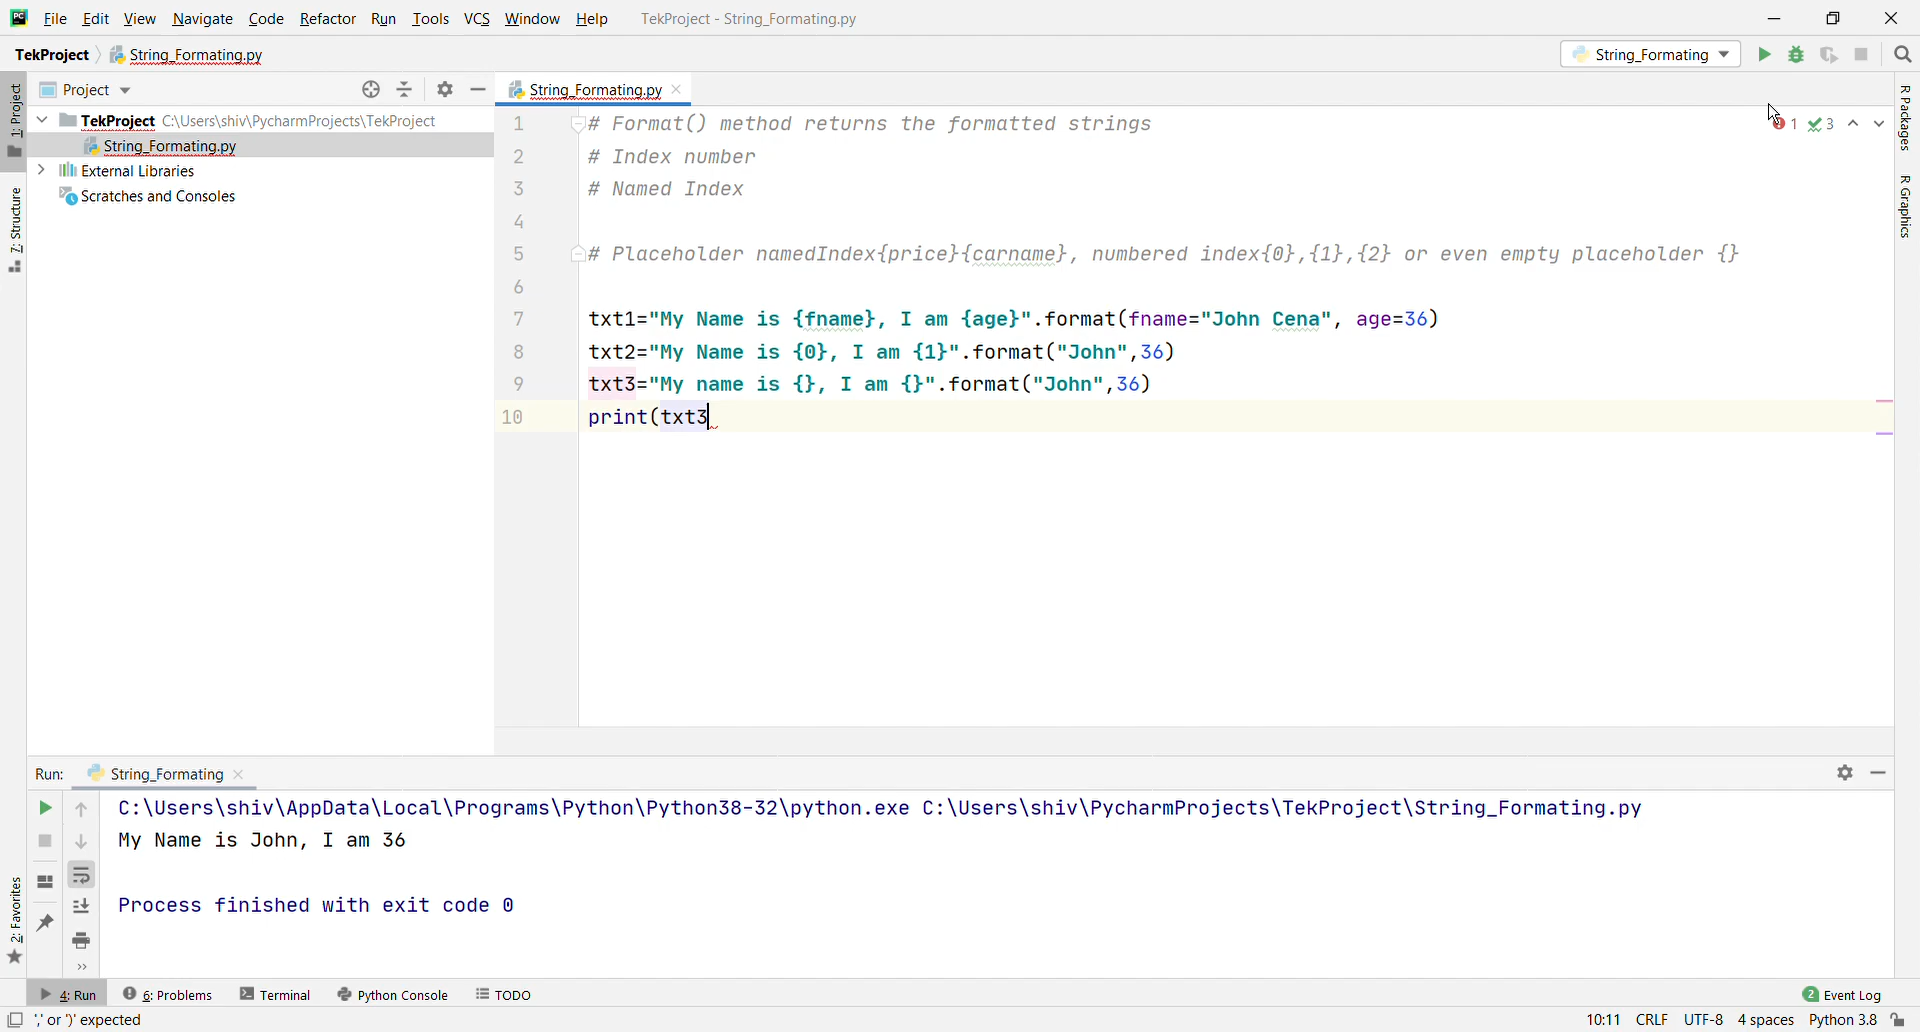 File Edit View Navigate Code Refactor Run Tools VCS Window Help TekProject - String_Formating.py
TekProject String_Formating.py String_Formating
1: Project
Project
String_Formating.py
TekProject C:\Users\shiv\PycharmProjects\TekProject
String_Formating.py
External Libraries
Scratches and Consoles
Z: Structure
1 # Format() method returns the formatted strings
2 # Index number
3 # Named Index
4
5 # Placeholder namedIndex{price}{carname}, numbered index{0},{1},{2} or even empty placeholder {}
6
7 txt1="My Name is {fname}, I am {age}".format(fname="John Cena", age=36)
8 txt2="My Name is {0}, I am {1}".format("John",36)
9 txt3="My name is {}, I am {}".format("John",36)
10 print(txt3
1 3
R Packages
R Graphics
Run: String_Formating
C:\Users\shiv\AppData\Local\Programs\Python\Python38-32\python.exe C:\Users\shiv\PycharmProjects\TekProject\String_Formating.py
My Name is John, I am 36
Process finished with exit code 0
2: Favorites
4: Run 6: Problems Terminal Python Console TODO 2 Event Log
',' or ')' expected 10:11 CRLF UTF-8 4 spaces Python 3.8